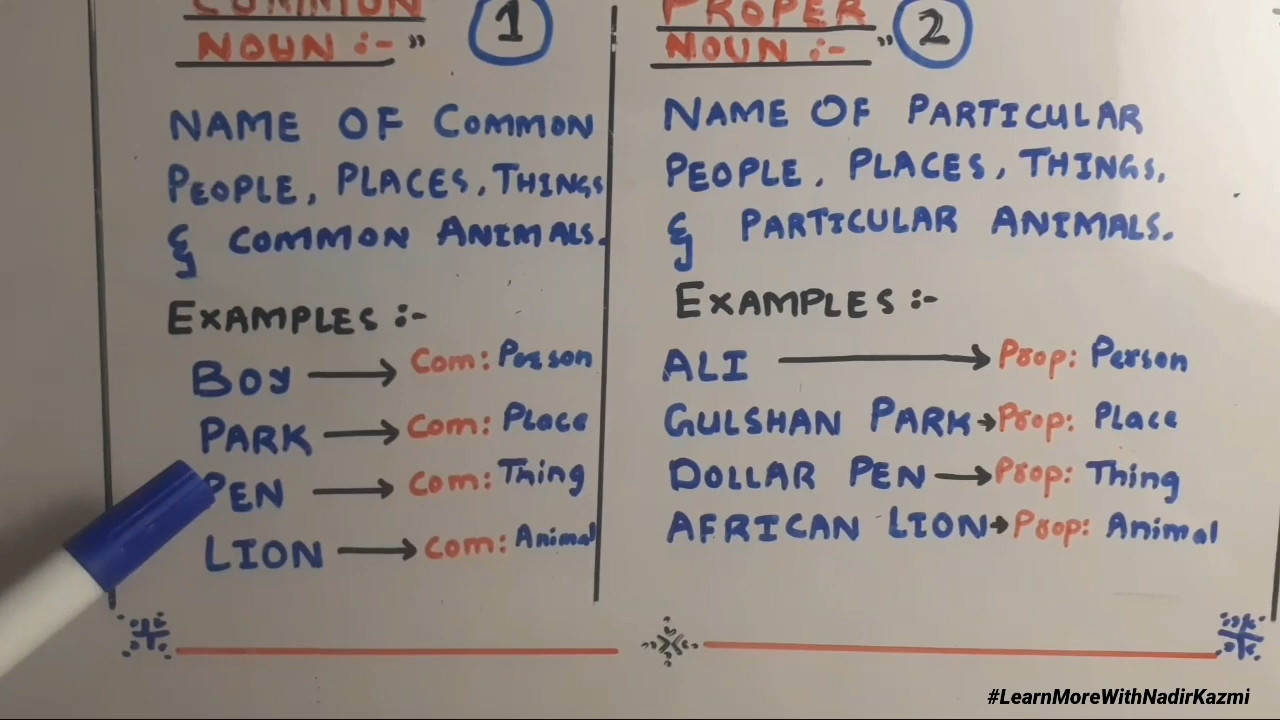 COMMON
NOUN :- "
1
NAME OF COMMON
PEOPLE, PLACES, THINGS
& COMMON ANIMALS.
EXAMPLES :-
BOY → Com: Person
PARK → Com: Place
PEN → Com: Thing
LION → Com: Animal
PROPER
NOUN :- "
2
NAME OF PARTICULAR
PEOPLE, PLACES, THINGS,
& PARTICULAR ANIMALS.
EXAMPLES :-
ALI → Prop: Person
GULSHAN PARK → Prop: Place
DOLLAR PEN → Prop: Thing
AFRICAN LION → Prop: Animal
#LearnMoreWithNadirKazmi